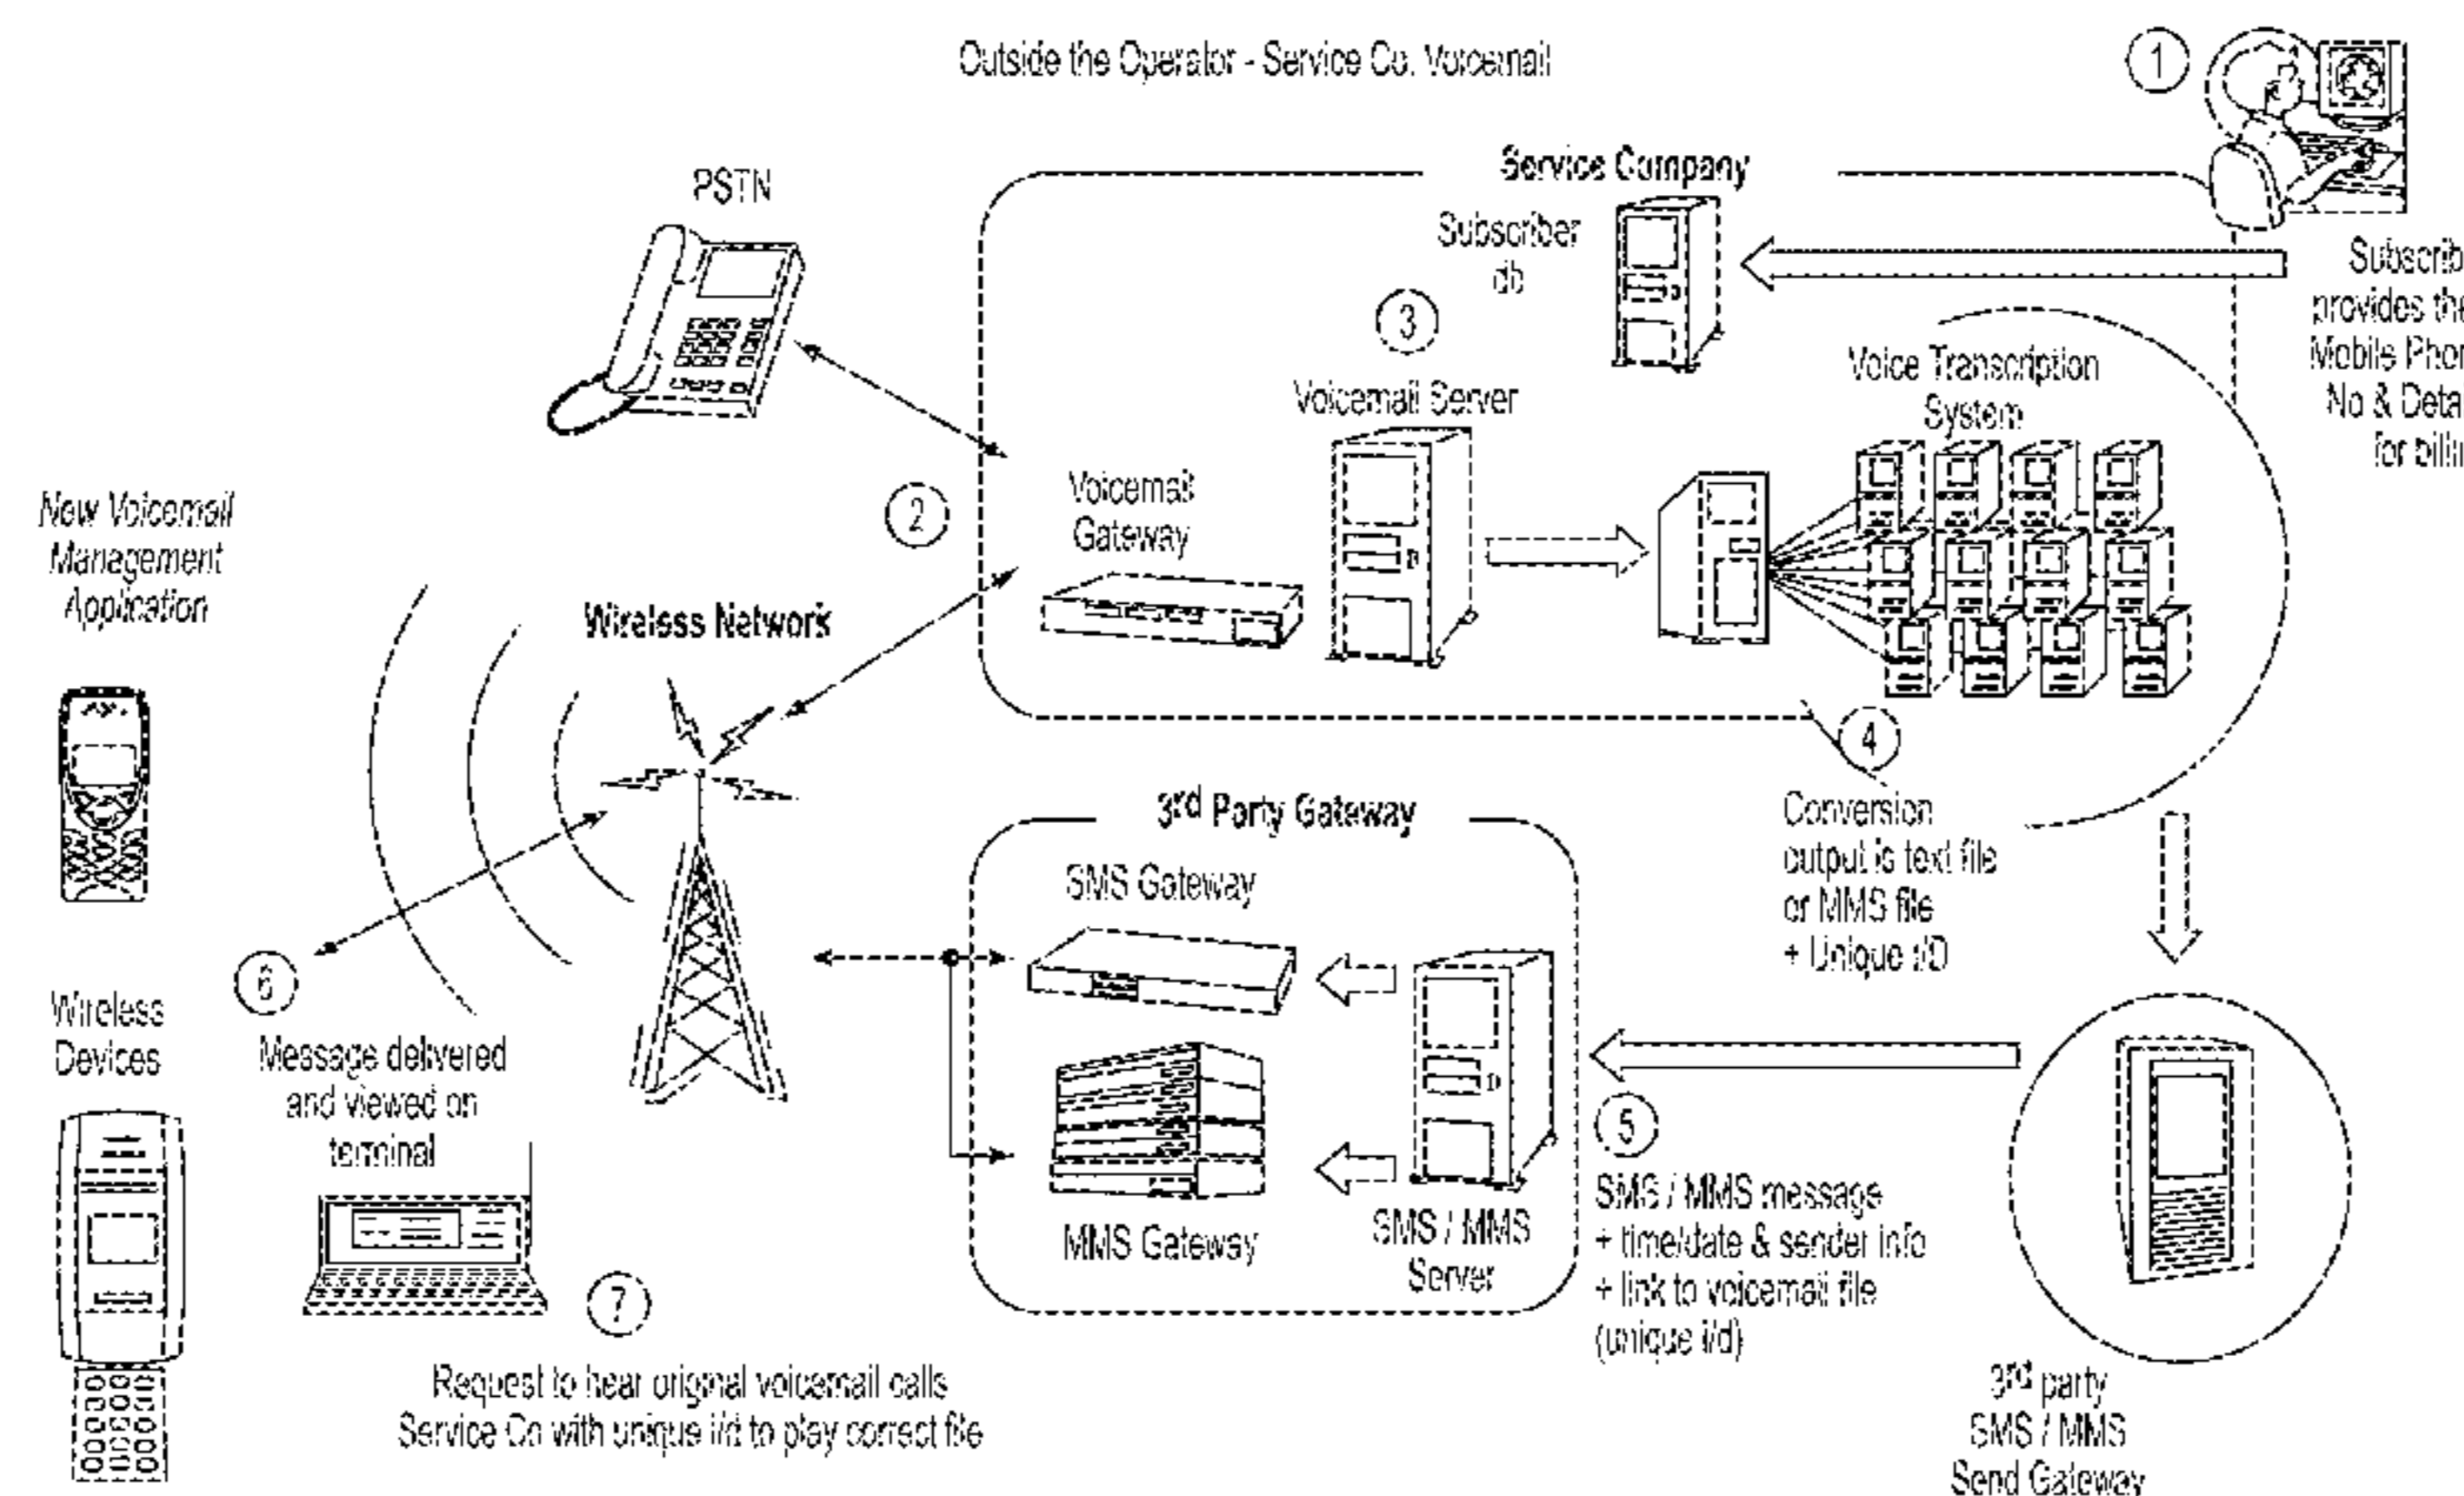 Outside the Operator - Service Co. Voicemail
1
PSTN
Service Company
Subscriber
db
3
Voicemail Server
Voice Transcription
System
provides
Mobile
No &
for
New Voicemail
Management
Application
2
Voicemail
Gateway
Wireless Network
4
Conversion
output is text file
or MMS file
+ Unique i/D
3rd Party Gateway
SMS Gateway
MMS Gateway
SMS / MMS
Server
6
Wireless
Devices
Message delivered
and viewed on
terminal
5
SMS / MMS message
+ time/date & sender info
+ link to voicemail file
(unique i/d)
7
Request to hear original voicemail calls
Service Co with unique i/d to play correct file
3rd party
SMS / MMS
Send Gateway